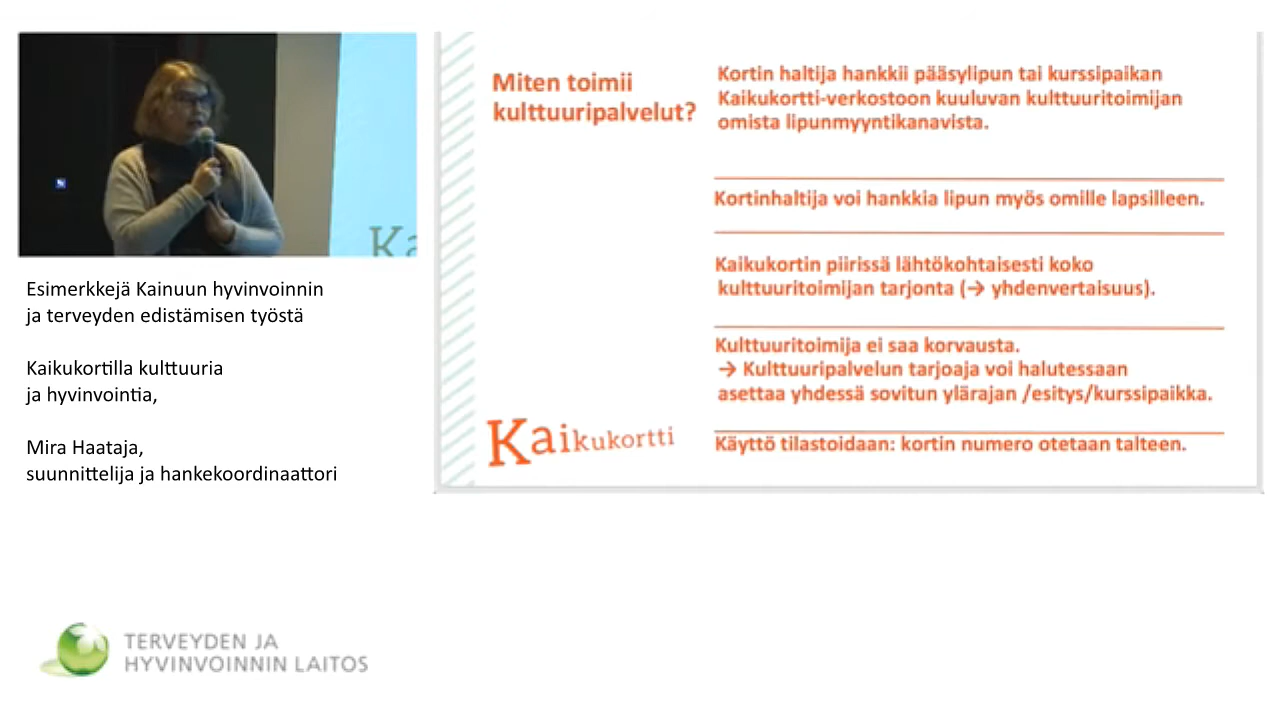 Ka
Esimerkkejä Kainuun hyvinvoinnin
ja terveyden edistämisen työstä
Kaikukortilla kulttuuria
ja hyvinvointia,
Mira Haataja,
suunnittelija ja hankekoordinaattori
Miten toimii
kulttuuripalvelut?
Kortin haltija hankkii pääsylipun tai kurssipaikan
Kaikukortti-verkostoon kuuluvan kulttuuritoimijan
omista lipunmyyntikanavista.
Kortinhaltija voi hankkia lipun myös omille lapsilleen.
Kaikukortin piirissä lähtökohtaisesti koko
kulttuuritoimijan tarjonta (→ yhdenvertaisuus).
Kulttuuritoimija ei saa korvausta.
→ Kulttuuripalvelun tarjoaja voi halutessaan
asettaa yhdessä sovitun ylärajan /esitys/kurssipaikka.
Käyttö tilastoidaan: kortin numero otetaan talteen.
Kaikukortti
TERVEYDEN JA
HYVINVOINNIN LAITOS